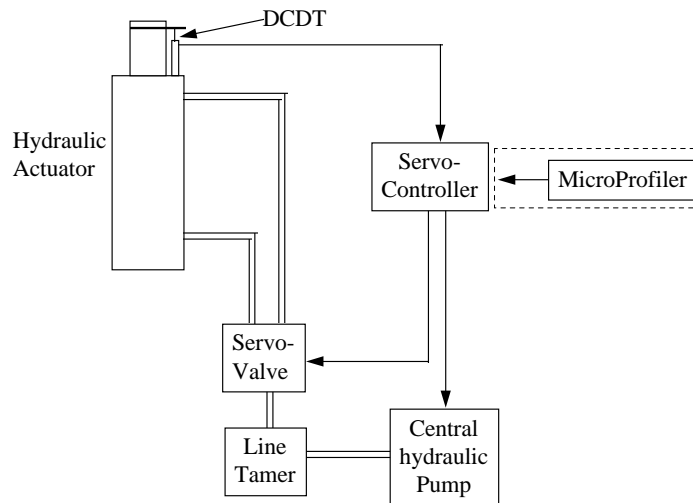 DCDT
Hydraulic
Actuator
Servo-
Controller
MicroProfiler
Servo-
Valve
Line
Tamer
Central
hydraulic
Pump